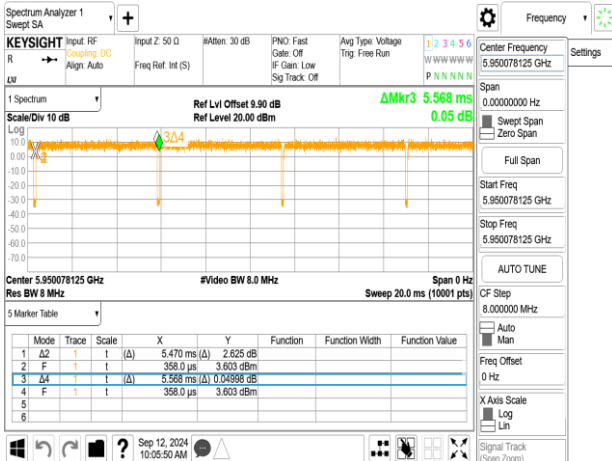 Spectrum Analyzer 1
Swept SA
+
Frequency
KEYSIGHT
R
LXI
Input: RF
Coupling: DC
Align: Auto
Input Z: 50 Ω
Freq Ref: Int (S)
#Atten: 30 dB
PNO: Fast
Gate: Off
IF Gain: Low
Sig Track: Off
Avg Type: Voltage
Trig: Free Run
1 2 3 4 5 6
W W W W W W
P N N N N N
1 Spectrum
Scale/Div 10 dB
Ref Lvl Offset 9.90 dB
Ref Level 20.00 dBm
ΔMkr3 5.568 ms
0.05 dB
Log
10.0
0.00
-10.0
-20.0
-30.0
-40.0
-50.0
-60.0
-70.0
3Δ4
Center 5.950078125 GHz
Res BW 8 MHz
#Video BW 8.0 MHz
Span 0 Hz
Sweep 20.0 ms (10001 pts)
5 Marker Table
Mode Trace Scale X Y Function Function Width Function Value
1 Δ2 1 t (Δ) 5.470 ms (Δ) 2.625 dB
2 F 1 t 358.0 µs 3.603 dBm
3 Δ4 1 t (Δ) 5.568 ms (Δ) 0.04998 dB
4 F 1 t 358.0 µs 3.603 dBm
5
6
?
Sep 12, 2024
10:05:50 AM
Center Frequency
5.950078125 GHz
Settings
Span
0.00000000 Hz
Swept Span
Zero Span
Full Span
Start Freq
5.950078125 GHz
Stop Freq
5.950078125 GHz
AUTO TUNE
CF Step
8.000000 MHz
Auto
Man
Freq Offset
0 Hz
X Axis Scale
Log
Lin
Signal Track
(Span Zoom)